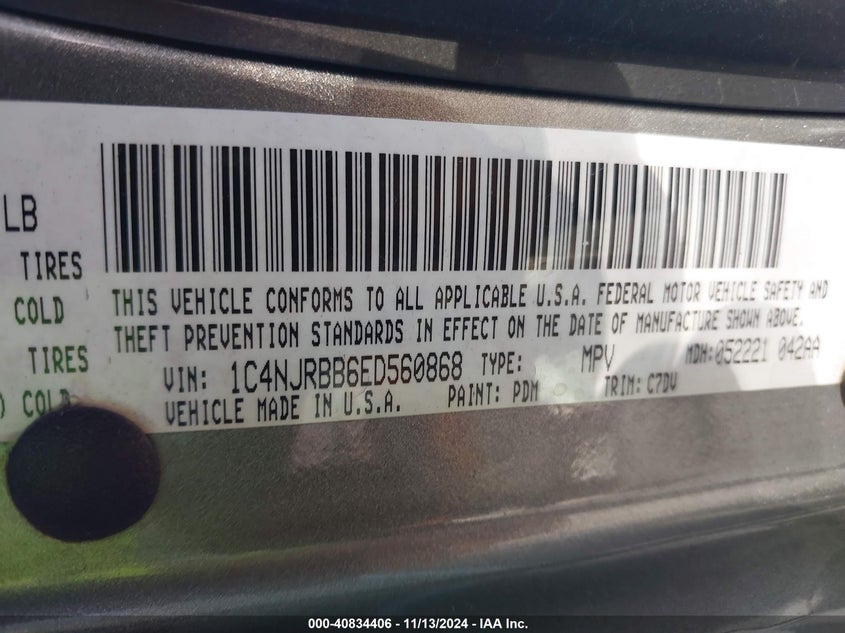 LB
TIRES
COLD
TIRES
) COLD
THIS VEHICLE CONFORMS TO ALL APPLICABLE U.S.A. FEDERAL MOTOR VEHICLE SAFETY AND
THEFT PREVENTION STANDARDS IN EFFECT ON THE DATE OF MANUFACTURE SHOWN ABOVE.
VIN: 1C4NJRBB6ED560868 TYPE: MPV MDH: 052221 042AA
VEHICLE MADE IN U.S.A. PAINT: PDM TRIM: C7DV
000-40834406 - 11/13/2024 - IAA Inc.